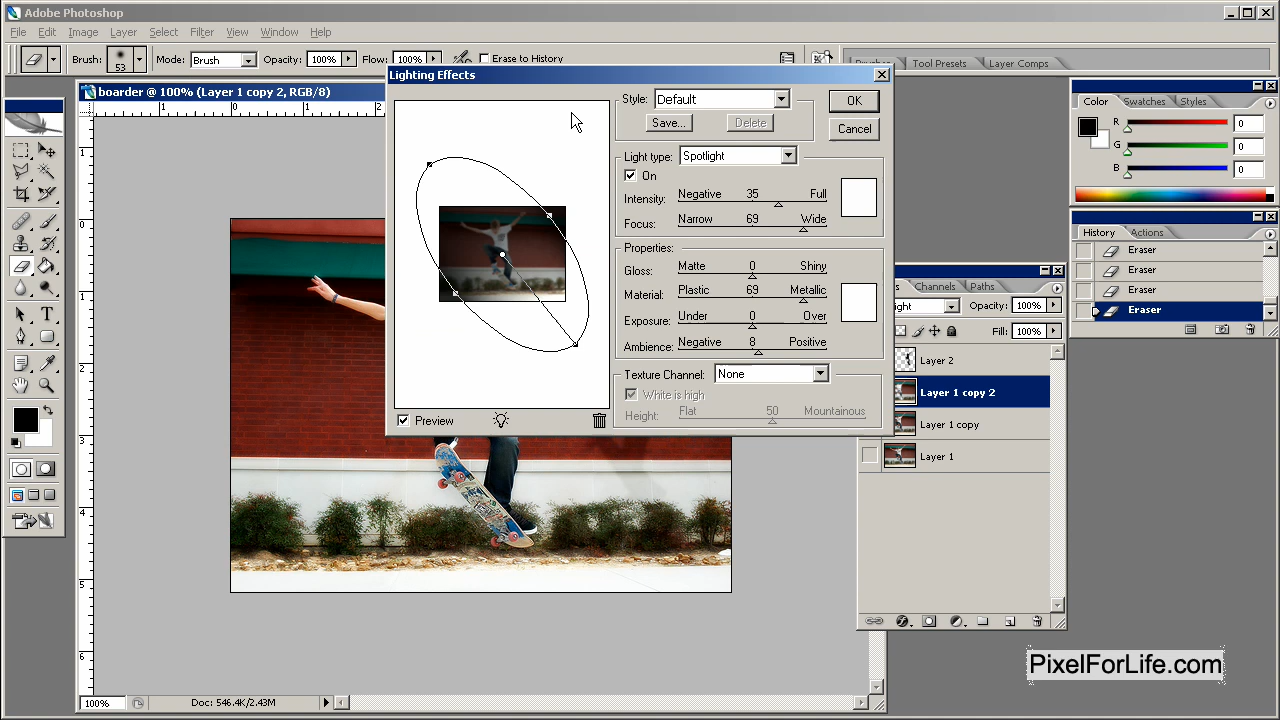 Adobe Photoshop
File Edit Image Layer Select Filter View Window Help
Brush: 53 Mode: Brush Opacity: 100% Flow: 100% Erase to History
Tool Presets Layer Comps
boarder @ 100% (Layer 1 copy 2, RGB/8)
Lighting Effects
Style: Default
OK
Save... Delete
Cancel
Light type: Spotlight
On
Intensity: Negative 35 Full
Focus: Narrow 69 Wide
Properties:
Gloss: Matte 0 Shiny
Material: Plastic 69 Metallic
Exposure: Under 0 Over
Ambience: Negative 8 Positive
Texture Channel: None
White is high
Height: Flat 50 Mountainous
Preview
Color Swatches Styles
R 0
G 0
B 0
History Actions
Eraser
Eraser
Eraser
Eraser
Channels Paths
Opacity: 100%
Fill: 100%
Layer 2
Layer 1 copy 2
Layer 1 copy
Layer 1
100% Doc: 546.4K/2.43M
PixelForLife.com